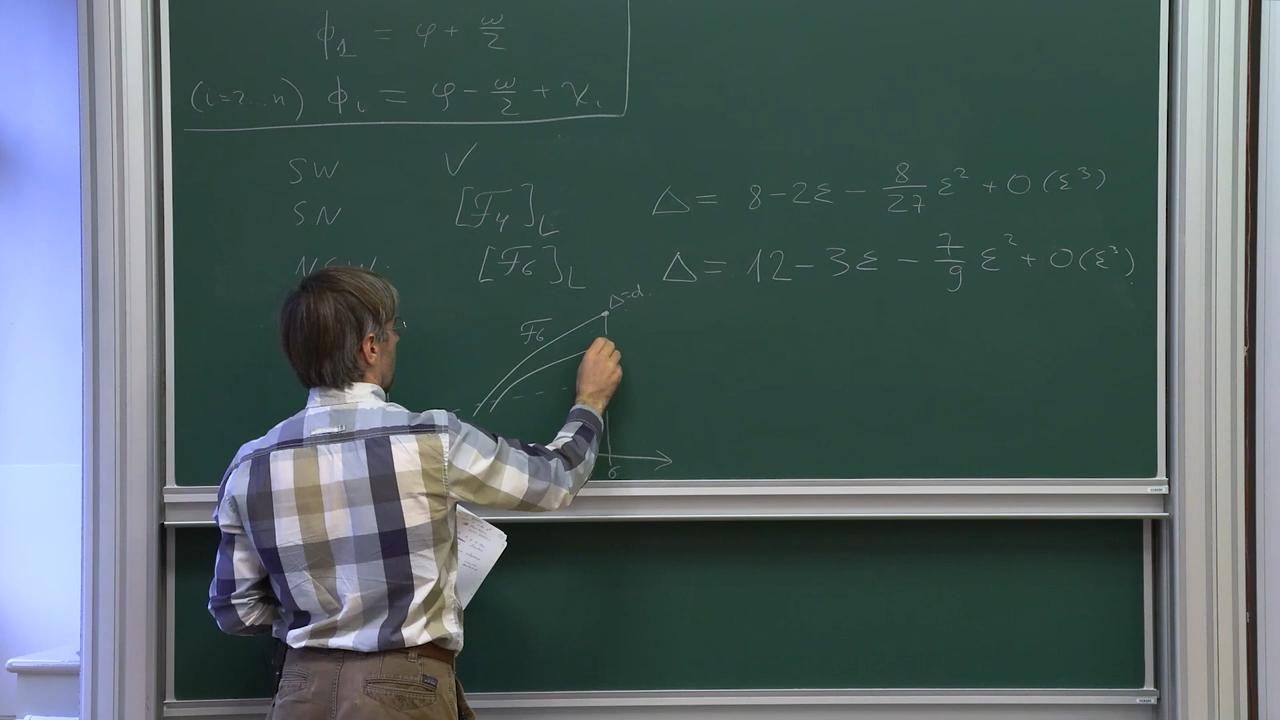 ϕ₁ = φ + ω/2
(i=2...n) ϕᵢ = φ − ω/2 + χᵢ
SW V
SN [F₄]_L Δ = 8 − 2ε − 8/27 ε² + O(ε³)
[F₆]_L Δ = 12 − 3ε − 7/9 ε² + O(ε³)
Δ-d.
F₆
6